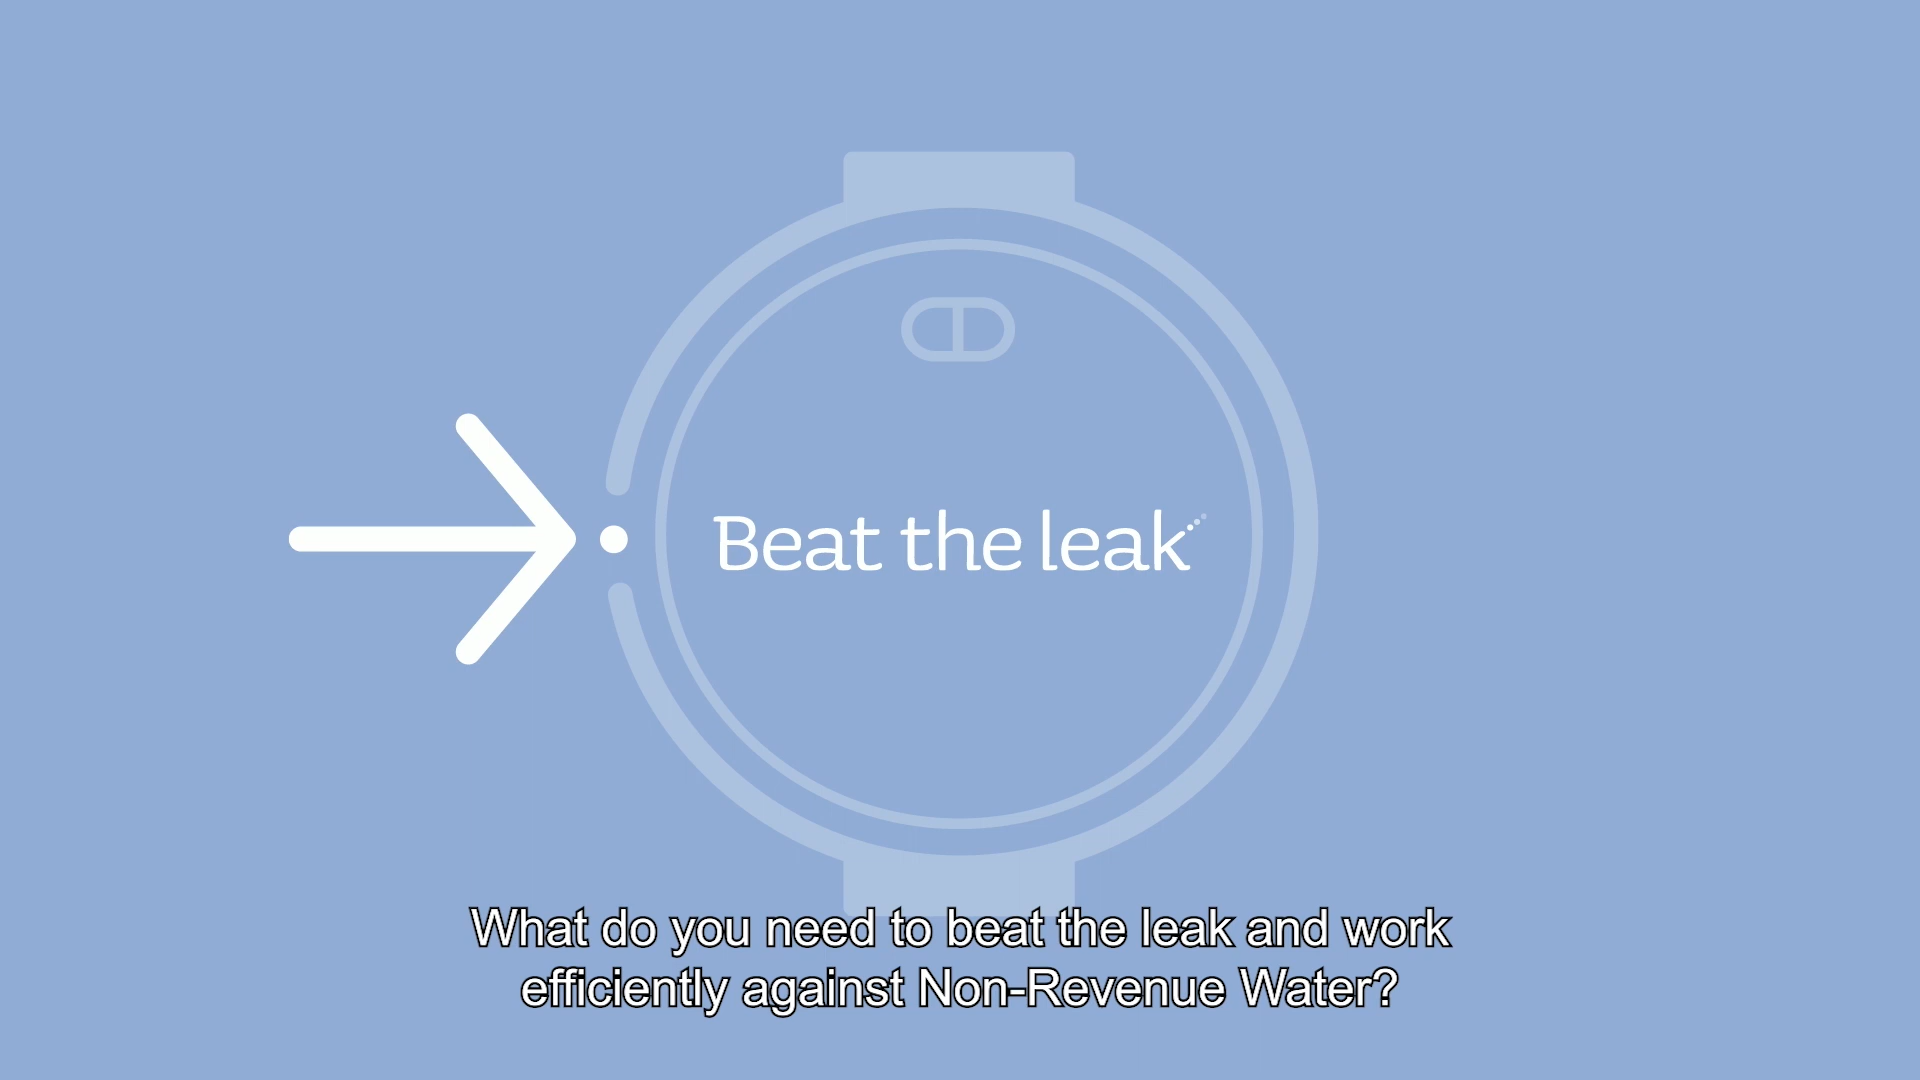 Beat the leak
What do you need to beat the leak and work
efficiently against Non-Revenue Water?